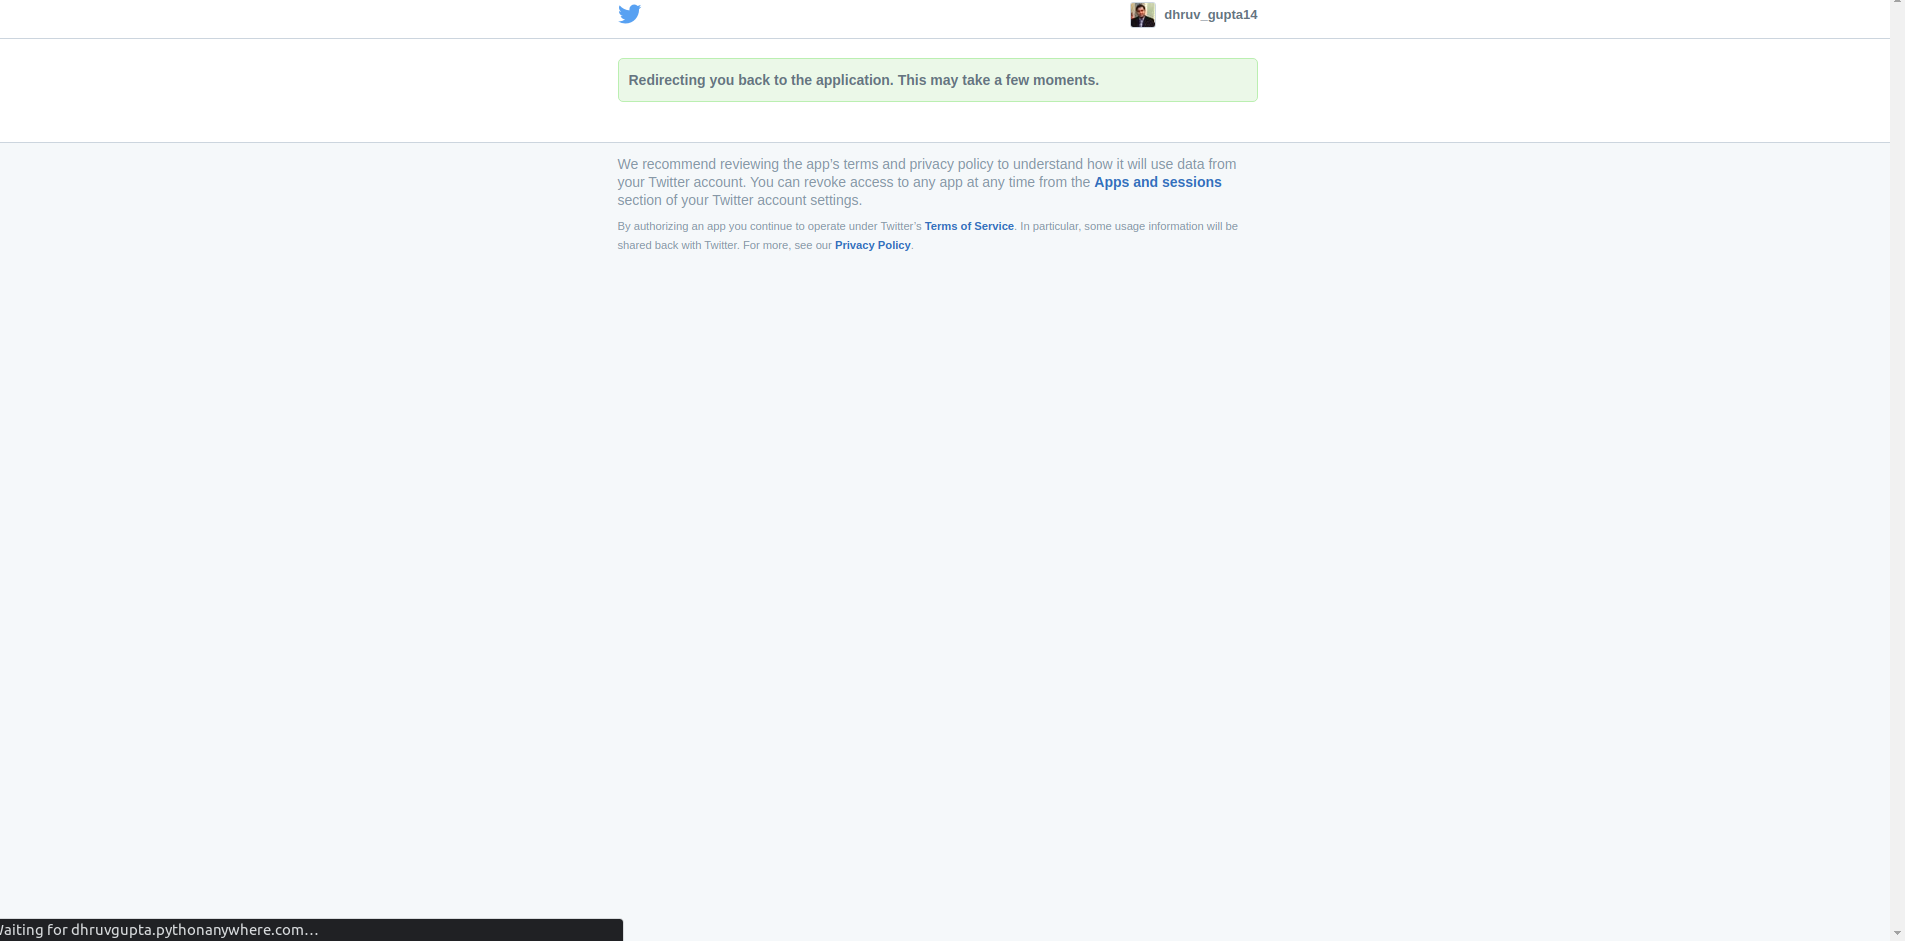 dhruv_gupta14
Redirecting you back to the application. This may take a few moments.
We recommend reviewing the app's terms and privacy policy to understand how it will use data from
your Twitter account. You can revoke access to any app at any time from the Apps and sessions
section of your Twitter account settings.
By authorizing an app you continue to operate under Twitter’s Terms of Service. In particular, some usage information will be
shared back with Twitter. For more, see our Privacy Policy.
Waiting for dhruvgupta.pythonanywhere.com…